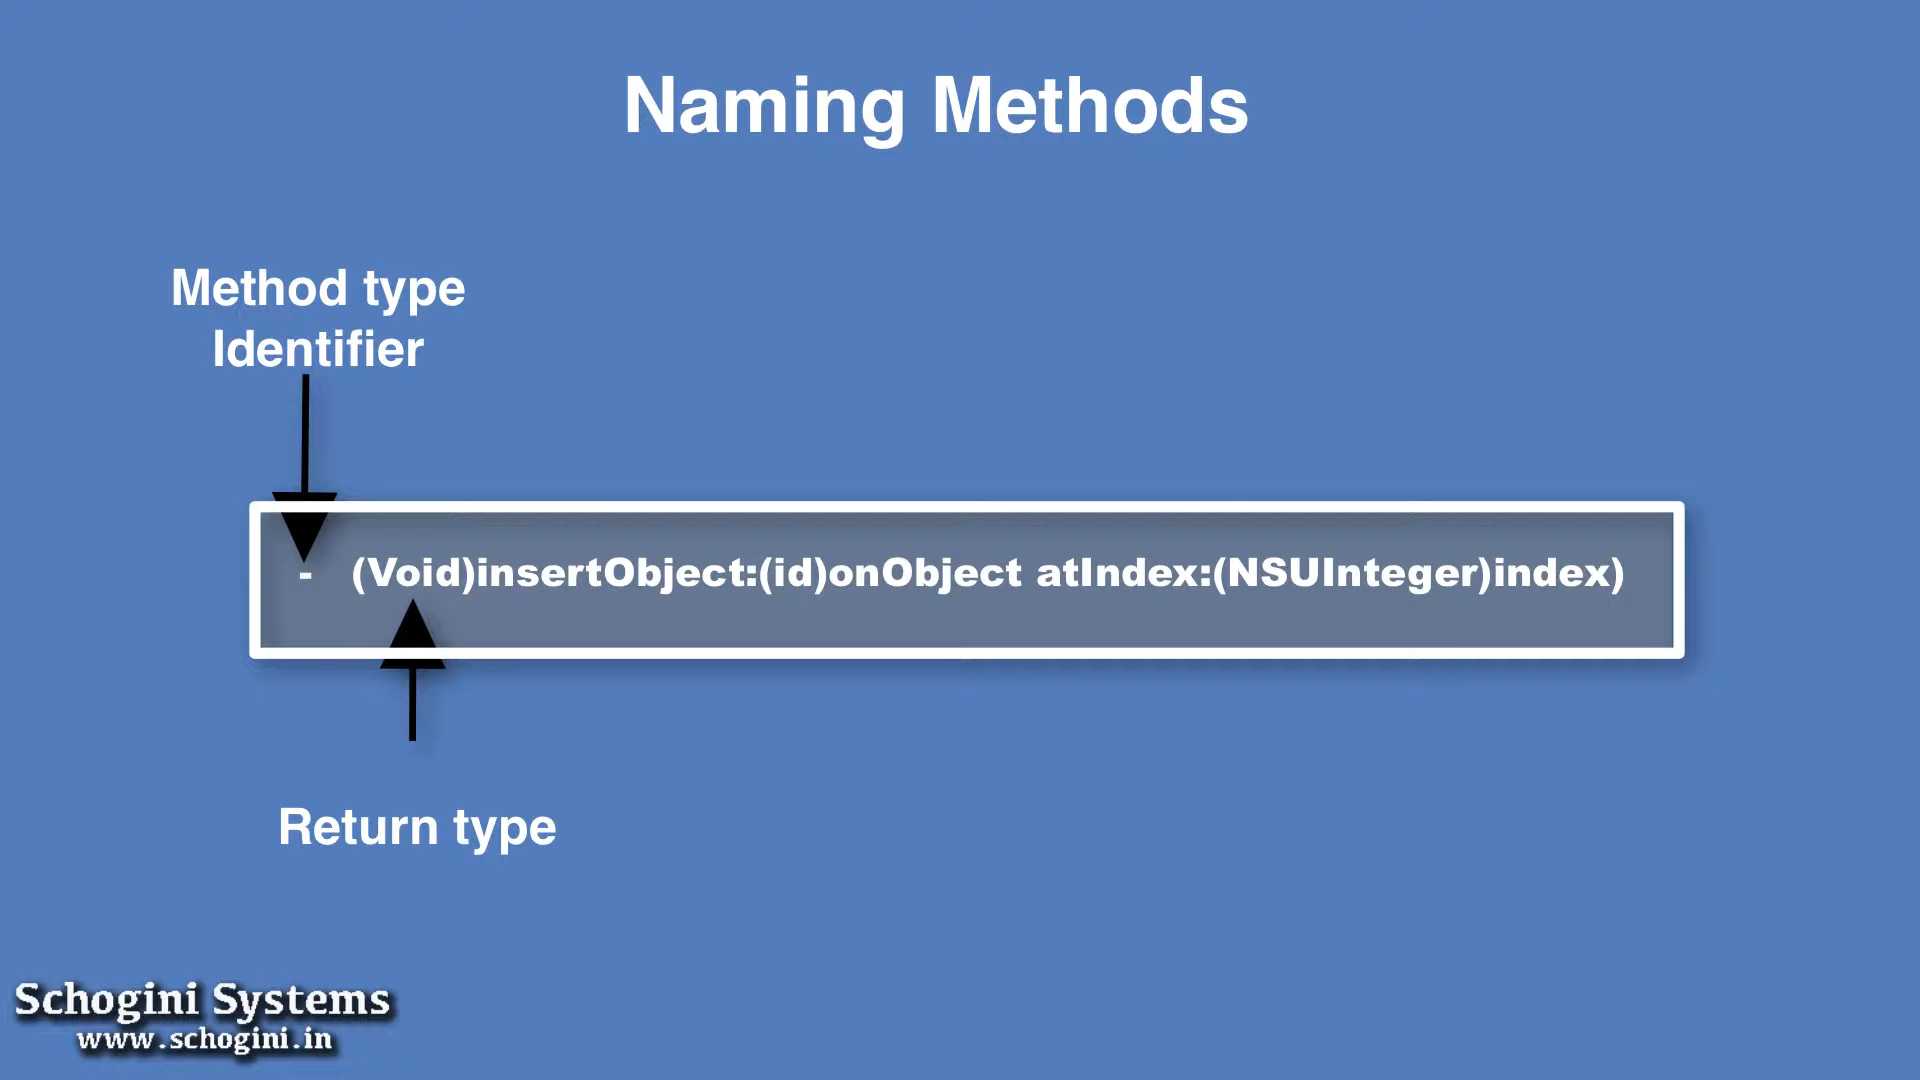 Naming Methods
Method type
Identifier
- (Void)insertObject:(id)onObject atIndex:(NSUInteger)index)
Return type
Schogini Systems
www.schogini.in